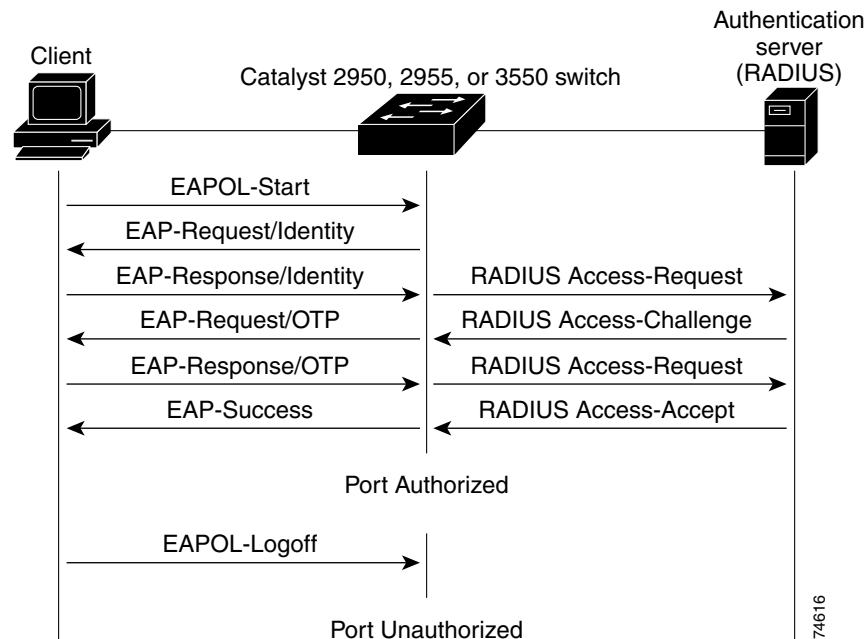 Authentication
server
(RADIUS)
Client
Catalyst 2950, 2955, or 3550 switch
EAPOL-Start
EAP-Request/Identity
EAP-Response/Identity
RADIUS Access-Request
EAP-Request/OTP
RADIUS Access-Challenge
EAP-Response/OTP
RADIUS Access-Request
EAP-Success
RADIUS Access-Accept
Port Authorized
EAPOL-Logoff
Port Unauthorized
74616